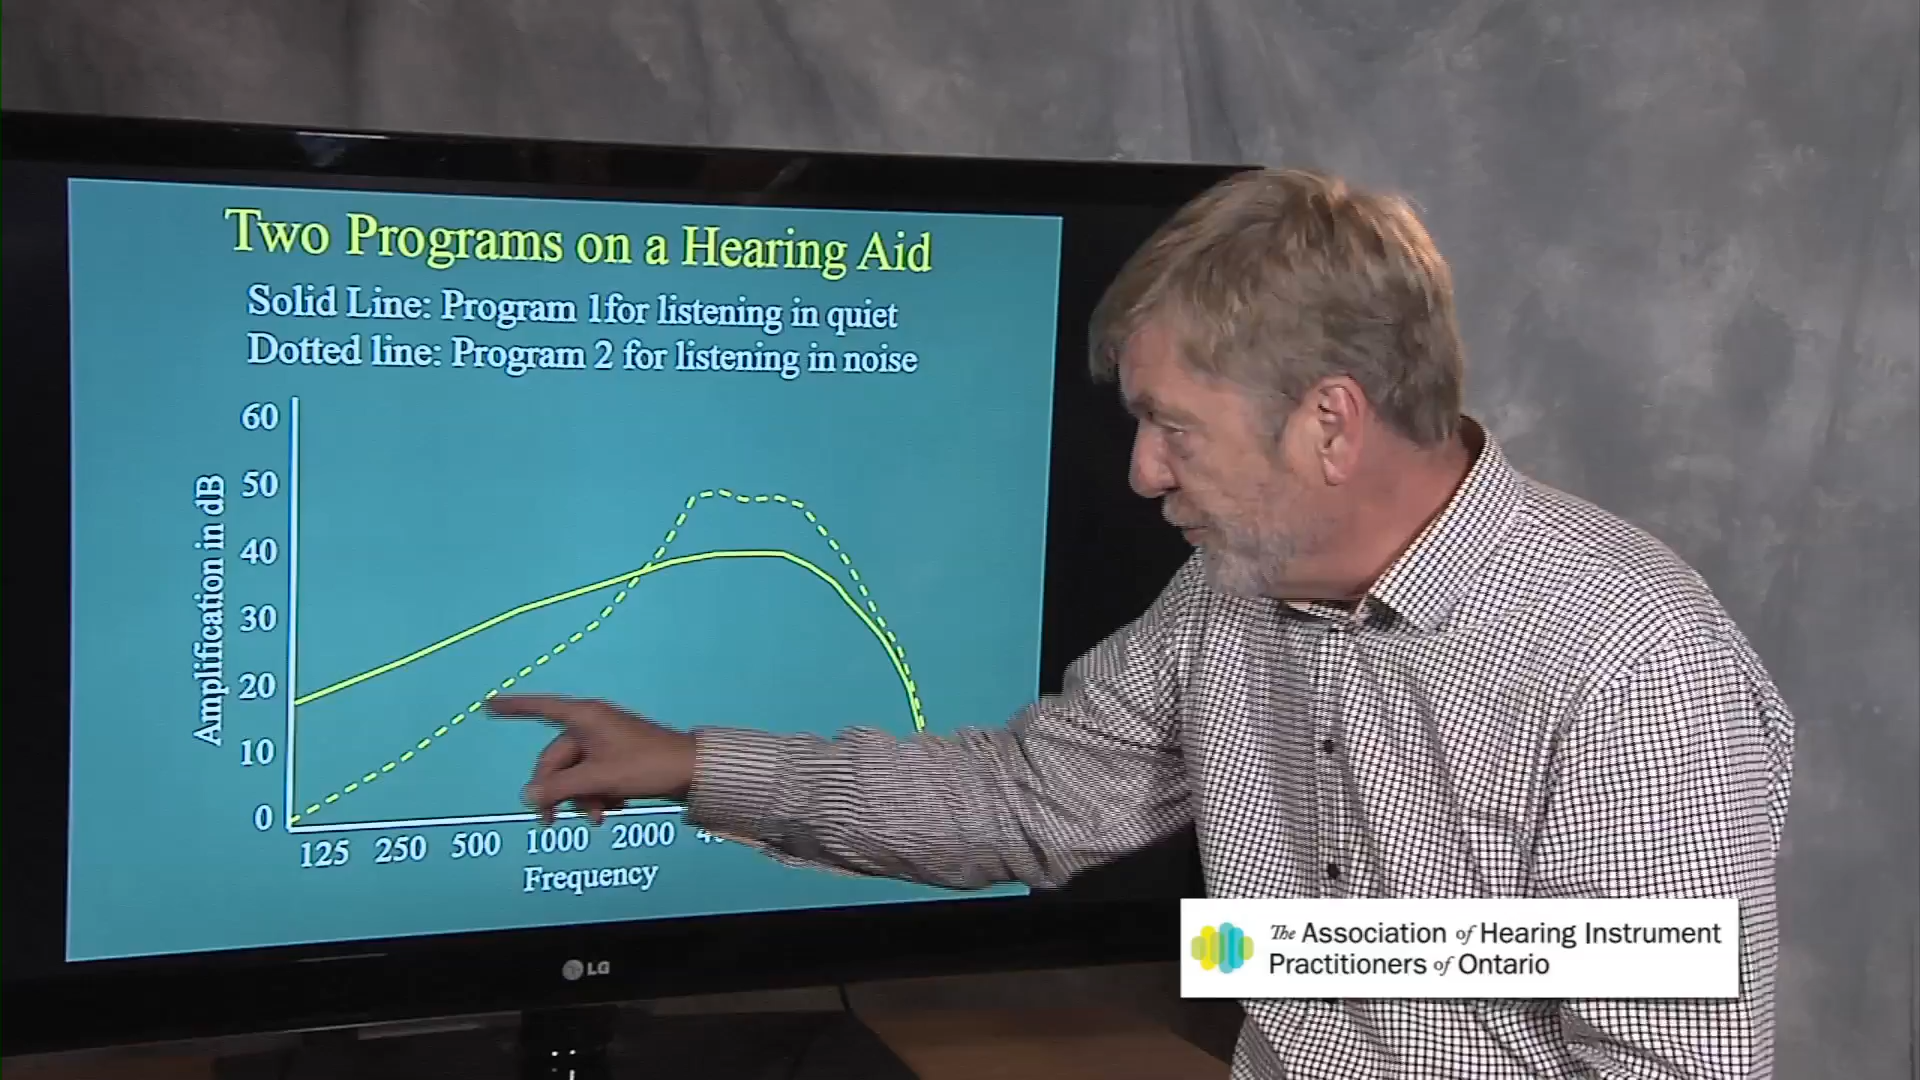 Two Programs on a Hearing Aid
Solid Line: Program 1for listening in quiet
Dotted line: Program 2 for listening in noise
60
50
40
30
20
10
0
Amplification in dB
125 250 500 1000 2000
Frequency
LG
The Association of Hearing Instrument
Practitioners of Ontario